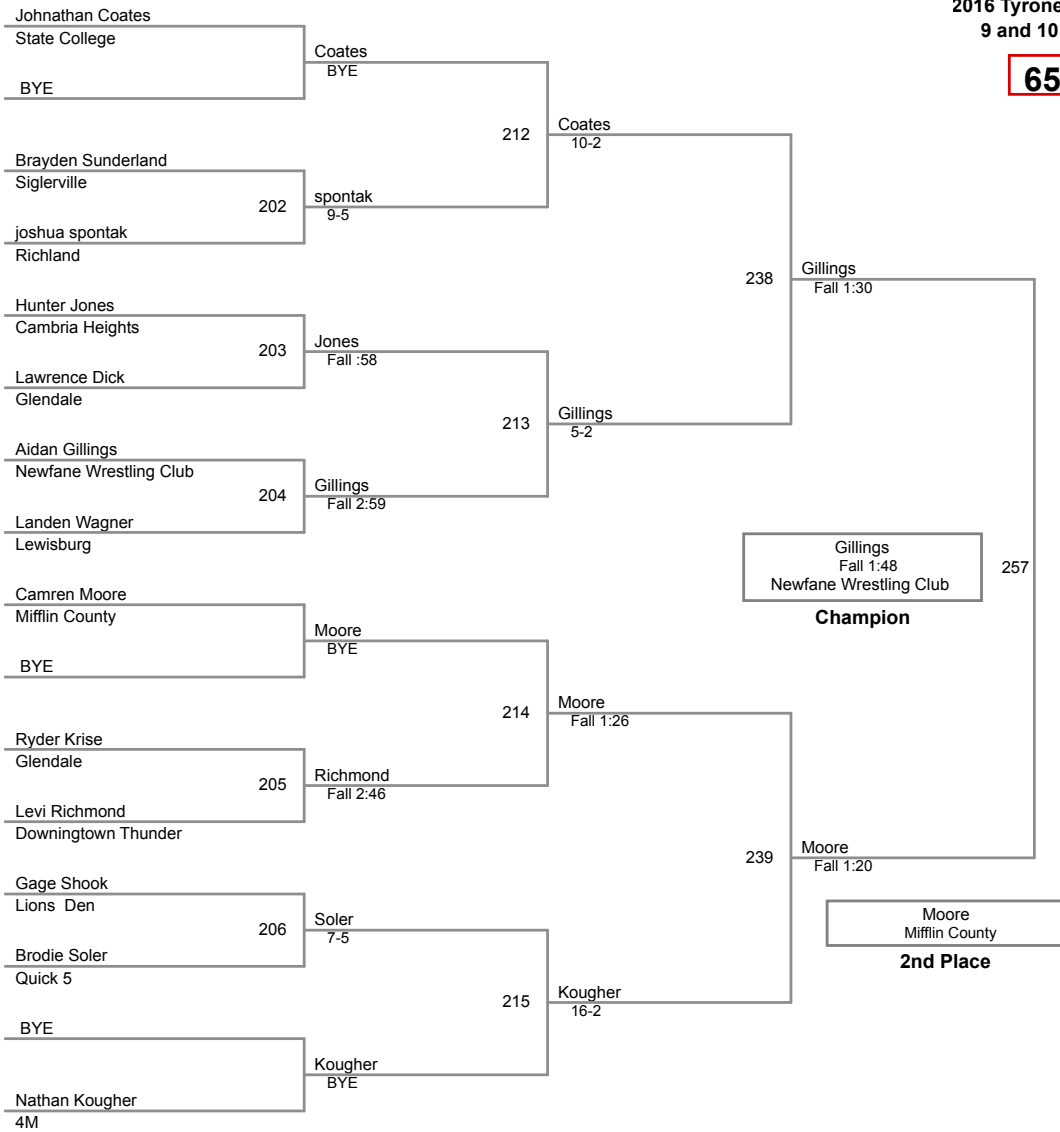 2016 Tyrone
9 and 10
65
Johnathan Coates
State College
BYE
Coates
BYE
Brayden Sunderland
Siglerville
202
joshua spontak
Richland
spontak
9-5
212
Coates
10-2
Hunter Jones
Cambria Heights
203
Lawrence Dick
Glendale
Jones
Fall :58
Aidan Gillings
Newfane Wrestling Club
204
Landen Wagner
Lewisburg
Gillings
Fall 2:59
213
Gillings
5-2
238
Gillings
Fall 1:30
Camren Moore
Mifflin County
BYE
Moore
BYE
Ryder Krise
Glendale
205
Levi Richmond
Downingtown Thunder
Richmond
Fall 2:46
214
Moore
Fall 1:26
Gage Shook
Lions  Den
206
Brodie Soler
Quick 5
Soler
7-5
BYE
Nathan Kougher
4M
Kougher
BYE
215
Kougher
16-2
239
Moore
Fall 1:20
257
Gillings
Fall 1:48
Newfane Wrestling Club
Champion
Moore
Mifflin County
2nd Place